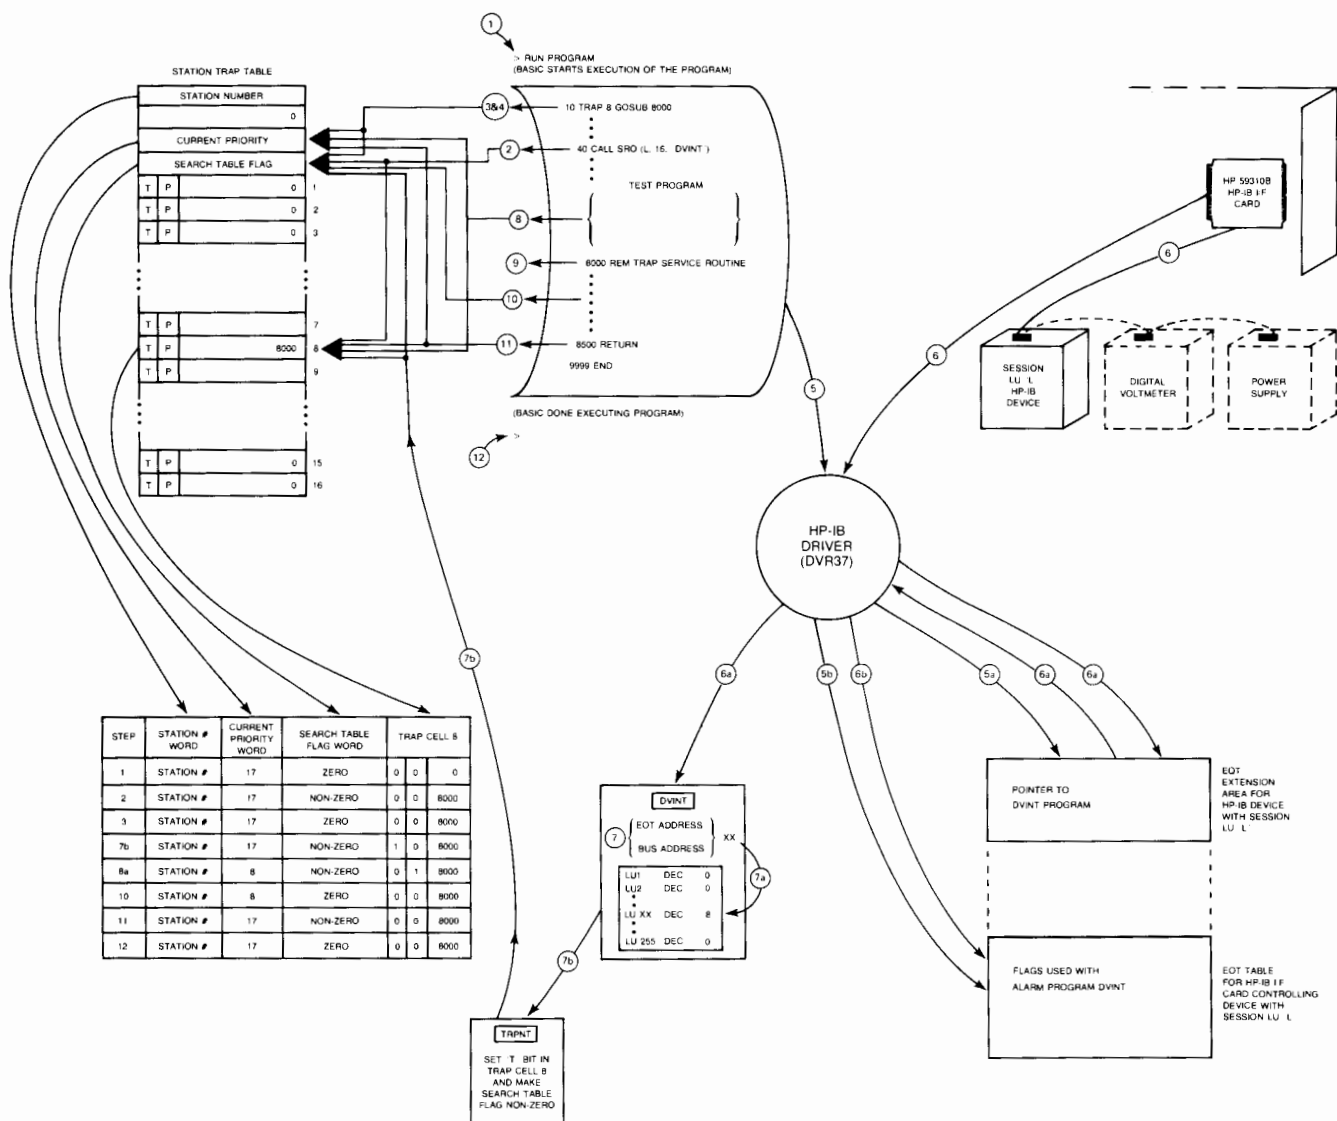 1
> RUN PROGRAM
(BASIC STARTS EXECUTION OF THE PROGRAM)
STATION TRAP TABLE
STATION NUMBER
0
CURRENT PRIORITY
SEARCH TABLE FLAG
T P 0 1
T P 0 2
T P 0 3
T P 7
T P 8000 8
T P 9
T P 0 15
T P 0 16
3&4
10 TRAP 8 GOSUB 8000
2
40 CALL SRQ (L, 16, DVINT')
TEST PROGRAM
8
9
8000 REM TRAP SERVICE ROUTINE
10
11
8500 RETURN
9999 END
(BASIC DONE EXECUTING PROGRAM)
12
>
5
6
6
HP 59310B
HP-IB I/F
CARD
SESSION
LU 'L'
HP-IB
DEVICE
DIGITAL
VOLTMETER
POWER
SUPPLY
HP-IB
DRIVER
(DVR37)
7b
6a
5b
6b
5a
6a
6a
STEP STATION # WORD CURRENT PRIORITY WORD SEARCH TABLE FLAG WORD TRAP CELL 8
1 STATION # 17 ZERO 0 0 0
2 STATION # 17 NON-ZERO 0 0 8000
3 STATION # 17 ZERO 0 0 8000
7b STATION # 17 NON-ZERO 1 0 8000
8a STATION # 8 NON-ZERO 0 1 8000
10 STATION # 8 ZERO 0 0 8000
11 STATION # 17 NON-ZERO 0 0 8000
12 STATION # 17 ZERO 0 0 8000
DVINT
7
EQT ADDRESS
BUS ADDRESS
XX
7a
LU1 DEC 0
LU2 DEC 0
LU XX DEC 8
LU 255 DEC 0
7b
TRPNT
SET 'T' BIT IN
TRAP CELL 8
AND MAKE
SEARCH TABLE
FLAG NON-ZERO
POINTER TO
DVINT PROGRAM
EQT
EXTENSION
AREA FOR
HP-IB DEVICE
WITH SESSION
LU 'L'
FLAGS USED WITH
ALARM PROGRAM DVINT
EQT TABLE
FOR HP-IB I/F
CARD CONTROLLING
DEVICE WITH
SESSION LU 'L'